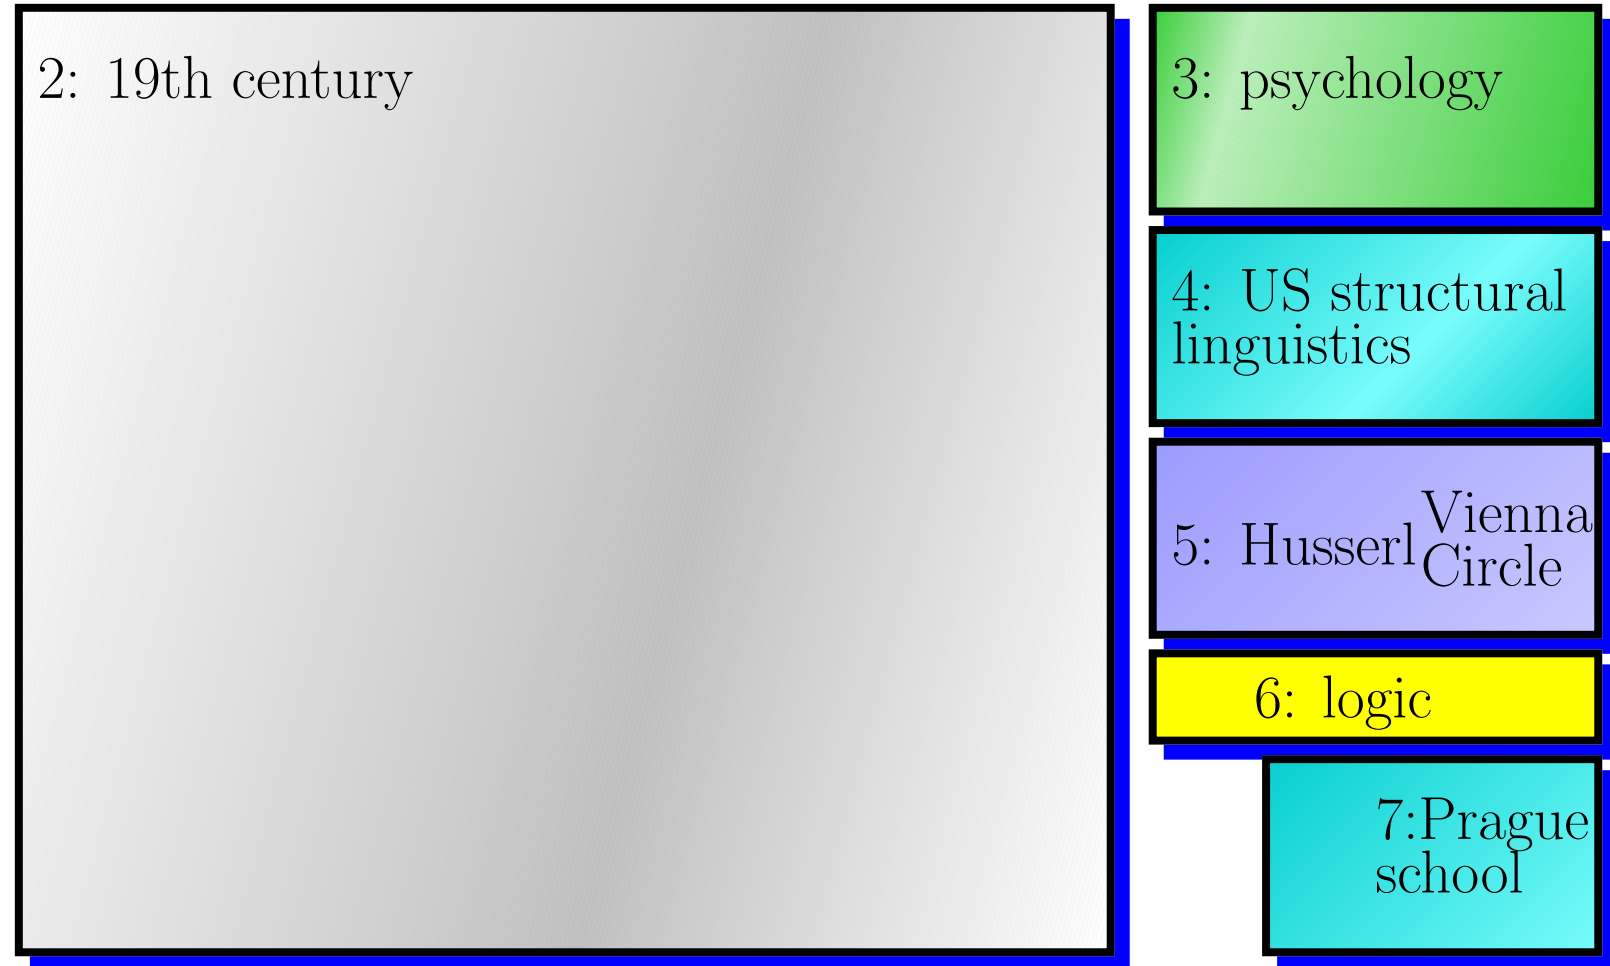 2: 19th century
3: psychology
4: US structural
linguistics
5: Husserl Vienna
Circle
6: logic
7:Prague
school